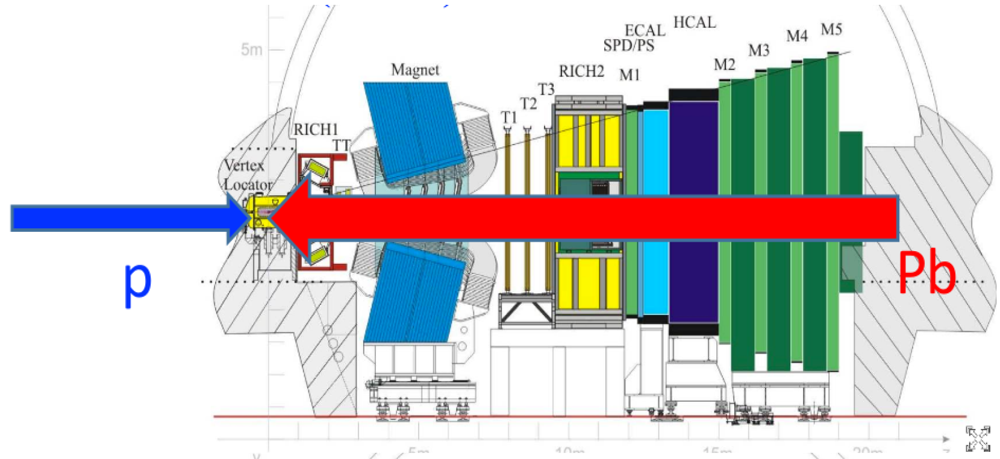 HCAL
M5
ECAL
M4
SPD/PS
M3
5m
M2
Magnet
RICH2
M1
T3
T2
T1
RICH1
TT
Vertex
Locator
p
Pb
y
5m
10m
15m
20m
z